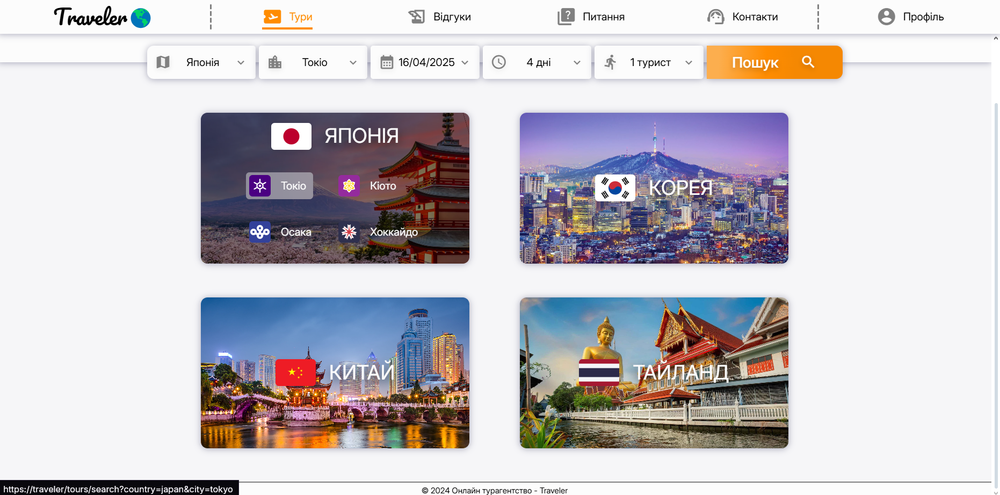 Traveler
Тури
Відгуки
Питання
Контакти
Профіль
Японія
Токіо
16/04/2025
4 дні
1 турист
Пошук
ЯПОНІЯ
Токіо
Кіото
Осака
Хоккайдо
КОРЕЯ
КИТАЙ
ТАЙЛАНД
https://traveler/tours/search?country=japan&city=tokyo
© 2024 Онлайн турагентство - Traveler